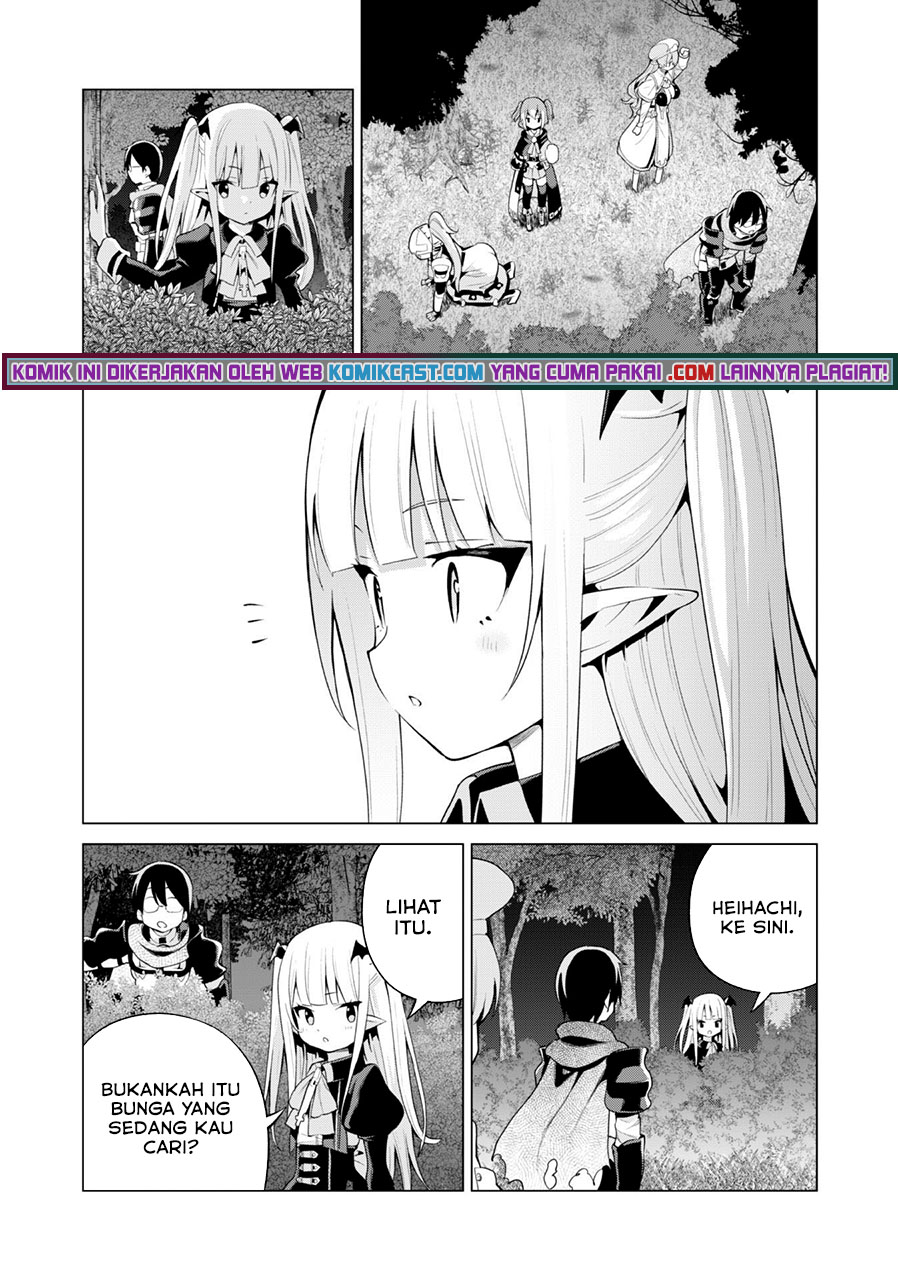 KOMIK INI DIKERJAKAN OLEH WEB KOMIKCAST.COM YANG CUMA PAKAI .COM LAINNYA PLAGIAT!
HEIHACHI,
KE SINI.
LIHAT
ITU.
BUKANKAH ITU
BUNGA YANG
SEDANG KAU
CARI?